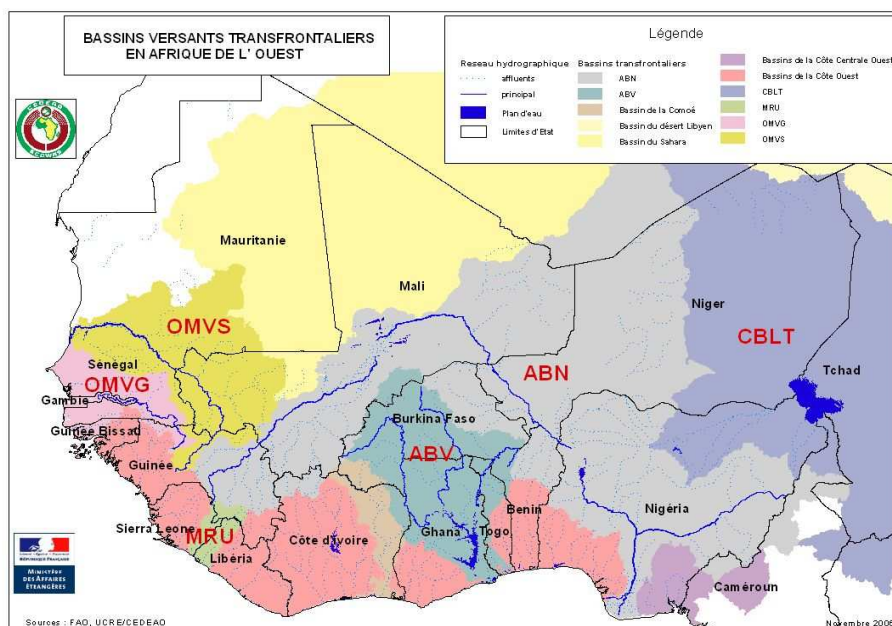 BASSINS VERSANTS TRANSFRONTALIERS
EN AFRIQUE DE L' OUEST
Légende
Reseau hydrographique
affluents
principal
Plan d'eau
Limites d'Etat
Bassins transfrontaliers
ABN
ABV
Bassin de la Comoé
Bassin du désert Libyen
Bassin du Sahara
Bassins de la Côte Centrale Ouest
Bassins de la Côte Ouest
CBLT
MRU
OMVG
OMVS
CEDEAO
ECOWAS
Mauritanie
Mali
Niger
OMVS
CBLT
Tchad
Sénégal
OMVG
ABN
Gambie
Burkina Faso
Guinée Bissau
ABV
Guinée
Nigéria
Bénin
Sierra Leone
Côte d'Ivoire
Ghana
Togo
MRU
Libéria
Caméroun
MINISTÈRE
DES AFFAIRES
ÉTRANGÈRES
Sources : FAO, UCRE/CEDEAO